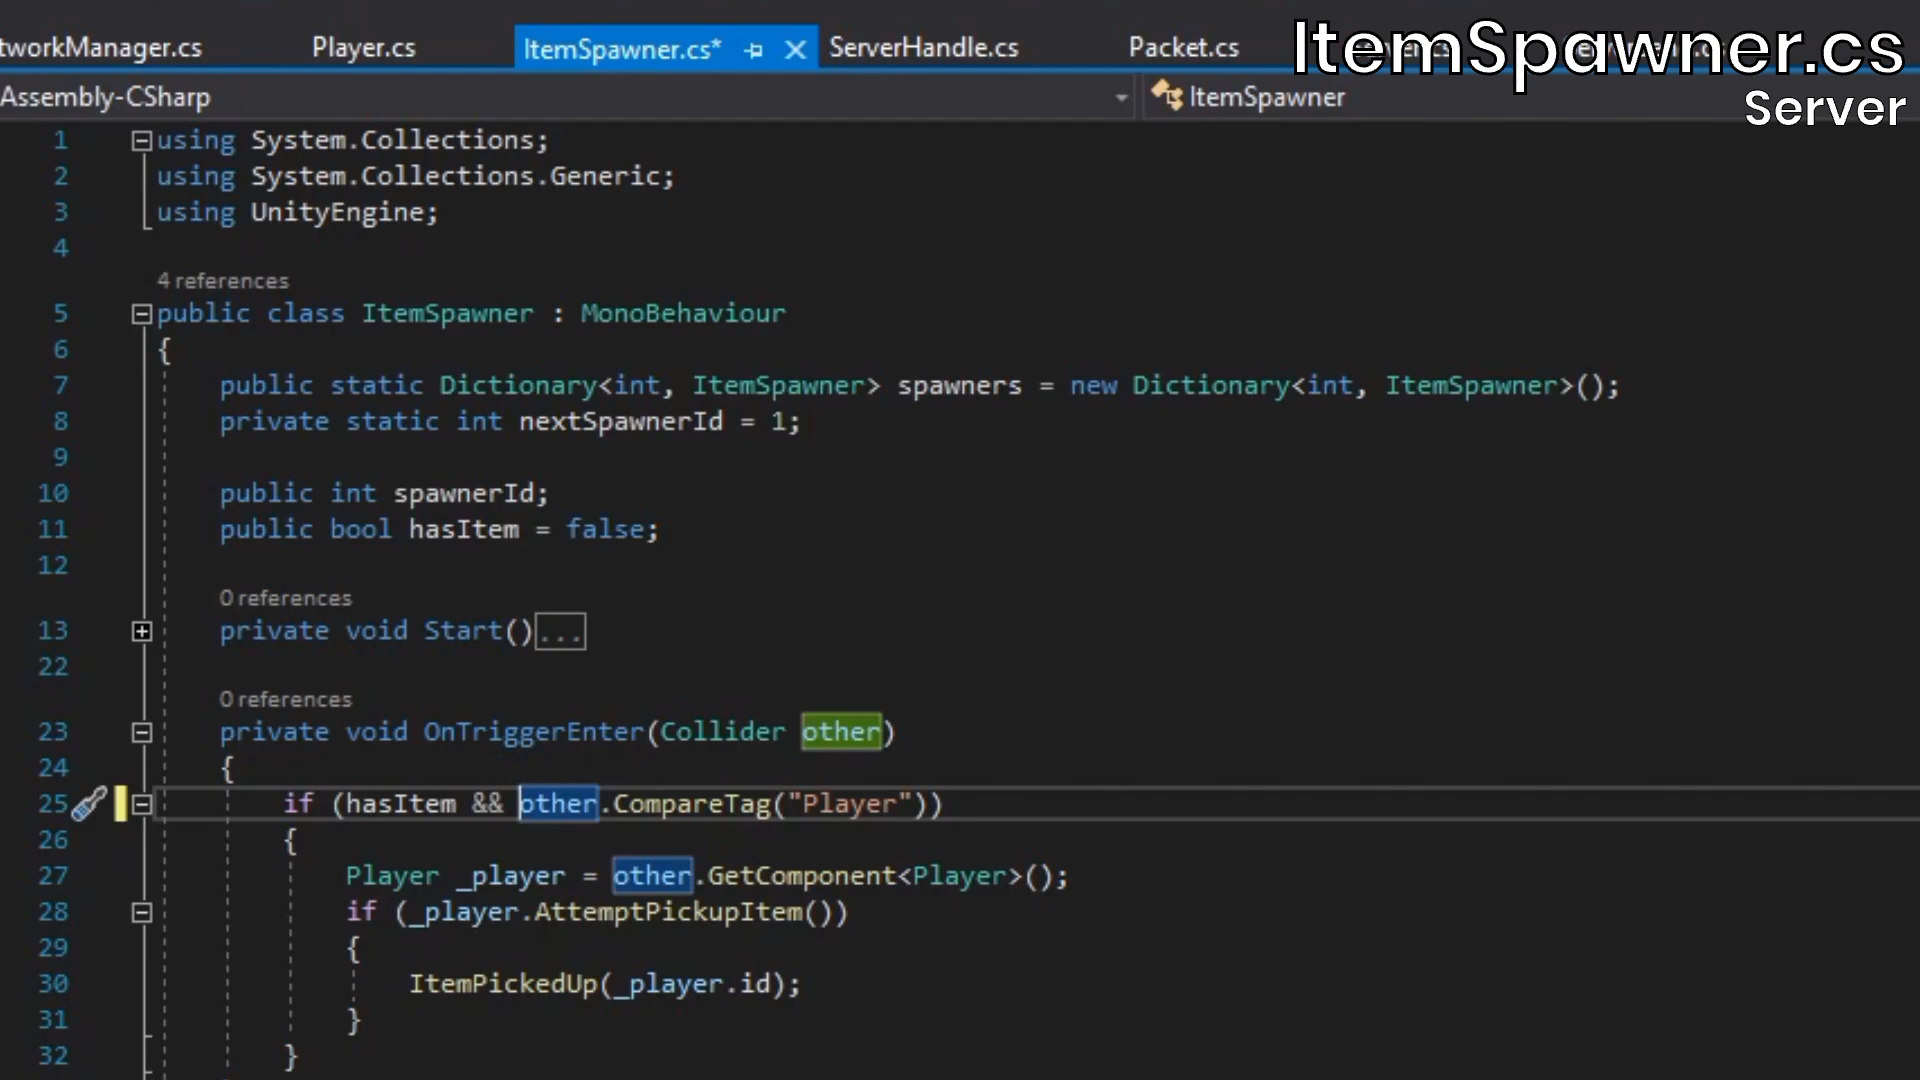 tworkManager.cs Player.cs ItemSpawner.cs* ServerHandle.cs Packet.cs
ItemSpawner.cs
Server
Assembly-CSharp ItemSpawner
1 using System.Collections;
2 using System.Collections.Generic;
3 using UnityEngine;
4
4 references
5 public class ItemSpawner : MonoBehaviour
6 {
7 public static Dictionary<int, ItemSpawner> spawners = new Dictionary<int, ItemSpawner>();
8 private static int nextSpawnerId = 1;
9
10 public int spawnerId;
11 public bool hasItem = false;
12
0 references
13 private void Start()...
22
0 references
23 private void OnTriggerEnter(Collider other)
24 {
25 if (hasItem && other.CompareTag("Player"))
26 {
27 Player _player = other.GetComponent<Player>();
28 if (_player.AttemptPickupItem())
29 {
30 ItemPickedUp(_player.id);
31 }
32 }